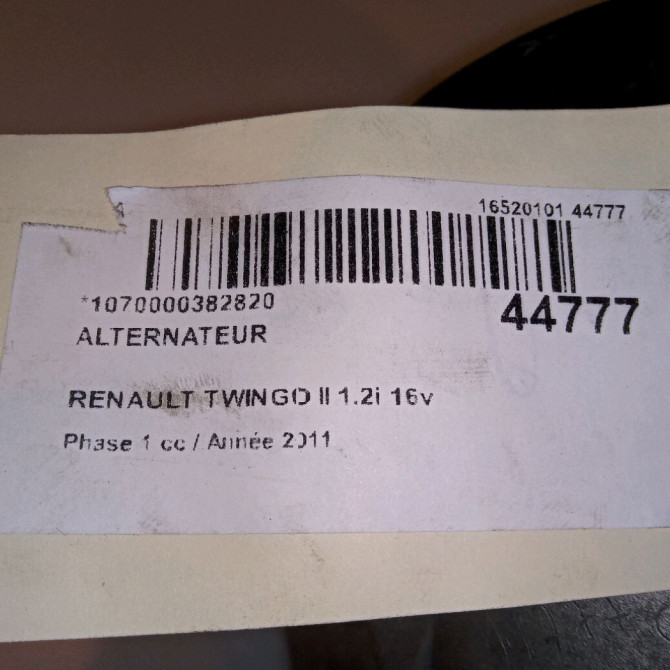 16520101 44777
*1070000382820
44777
ALTERNATEUR
RENAULT TWINGO II 1.2i 16v
Phase 1 cc / Année 2011